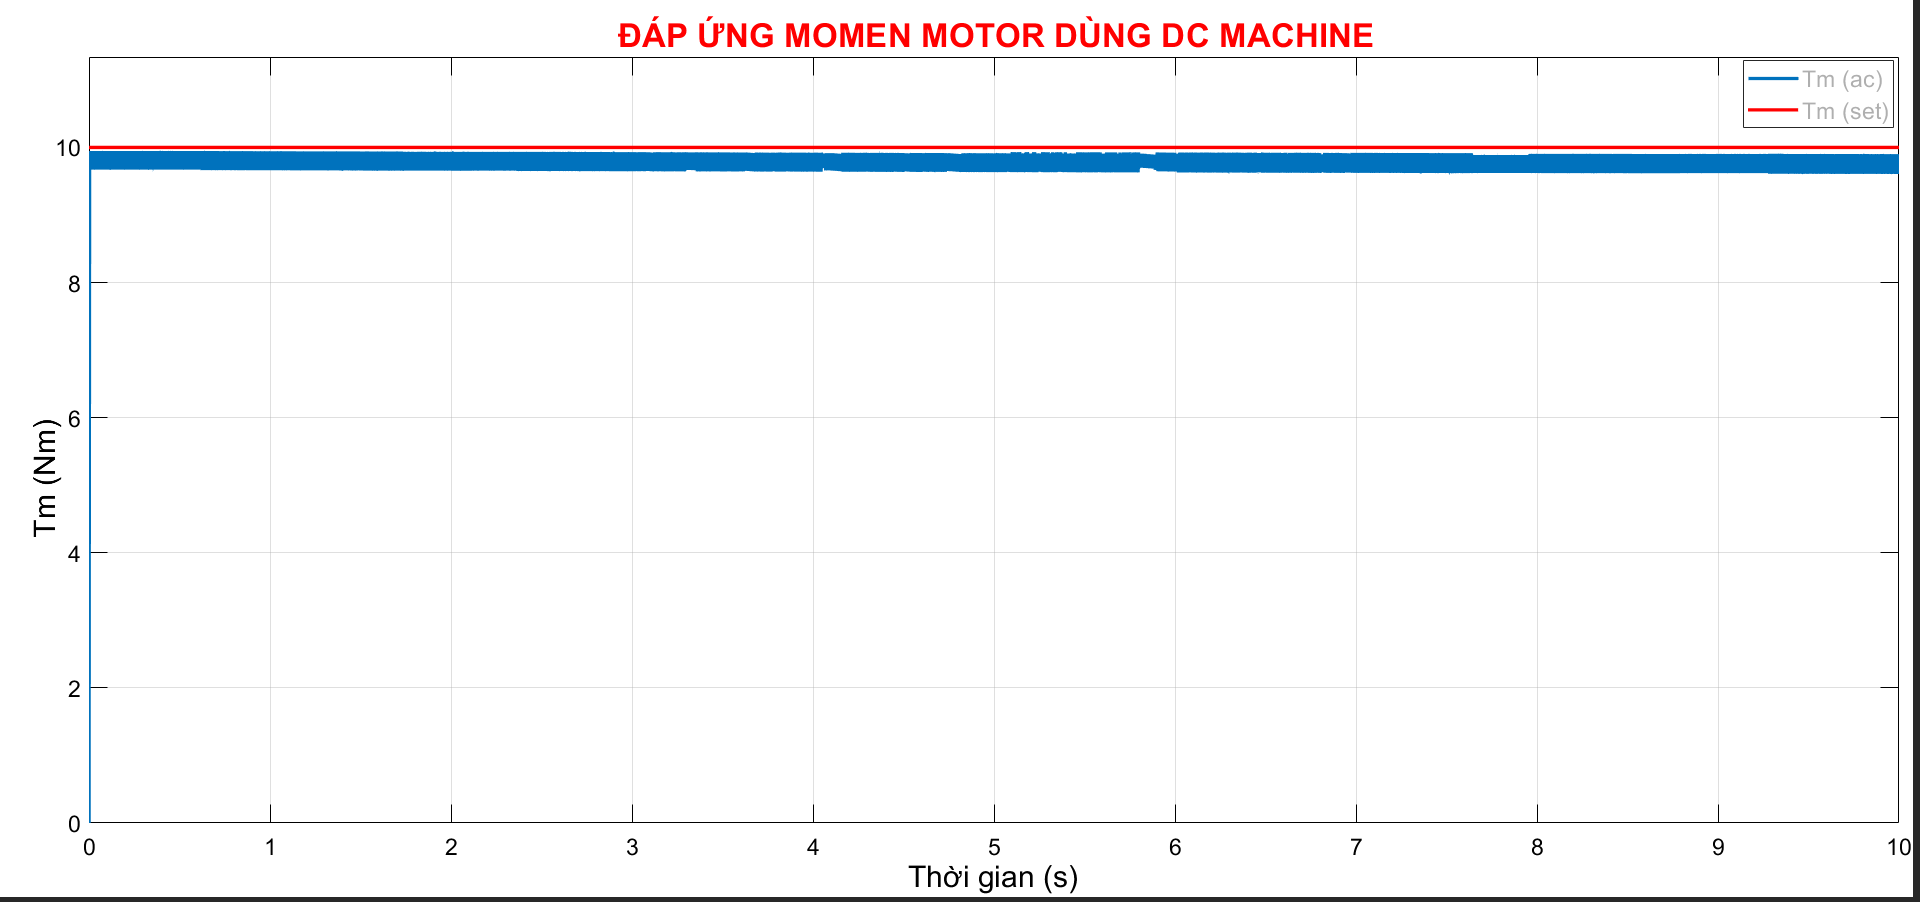 ĐÁP ỨNG MOMEN MOTOR DÙNG DC MACHINE
Tm (ac)
Tm (set)
10
8
6
4
2
0
Tm (Nm)
0 1 2 3 4 5 6 7 8 9 10
Thời gian (s)